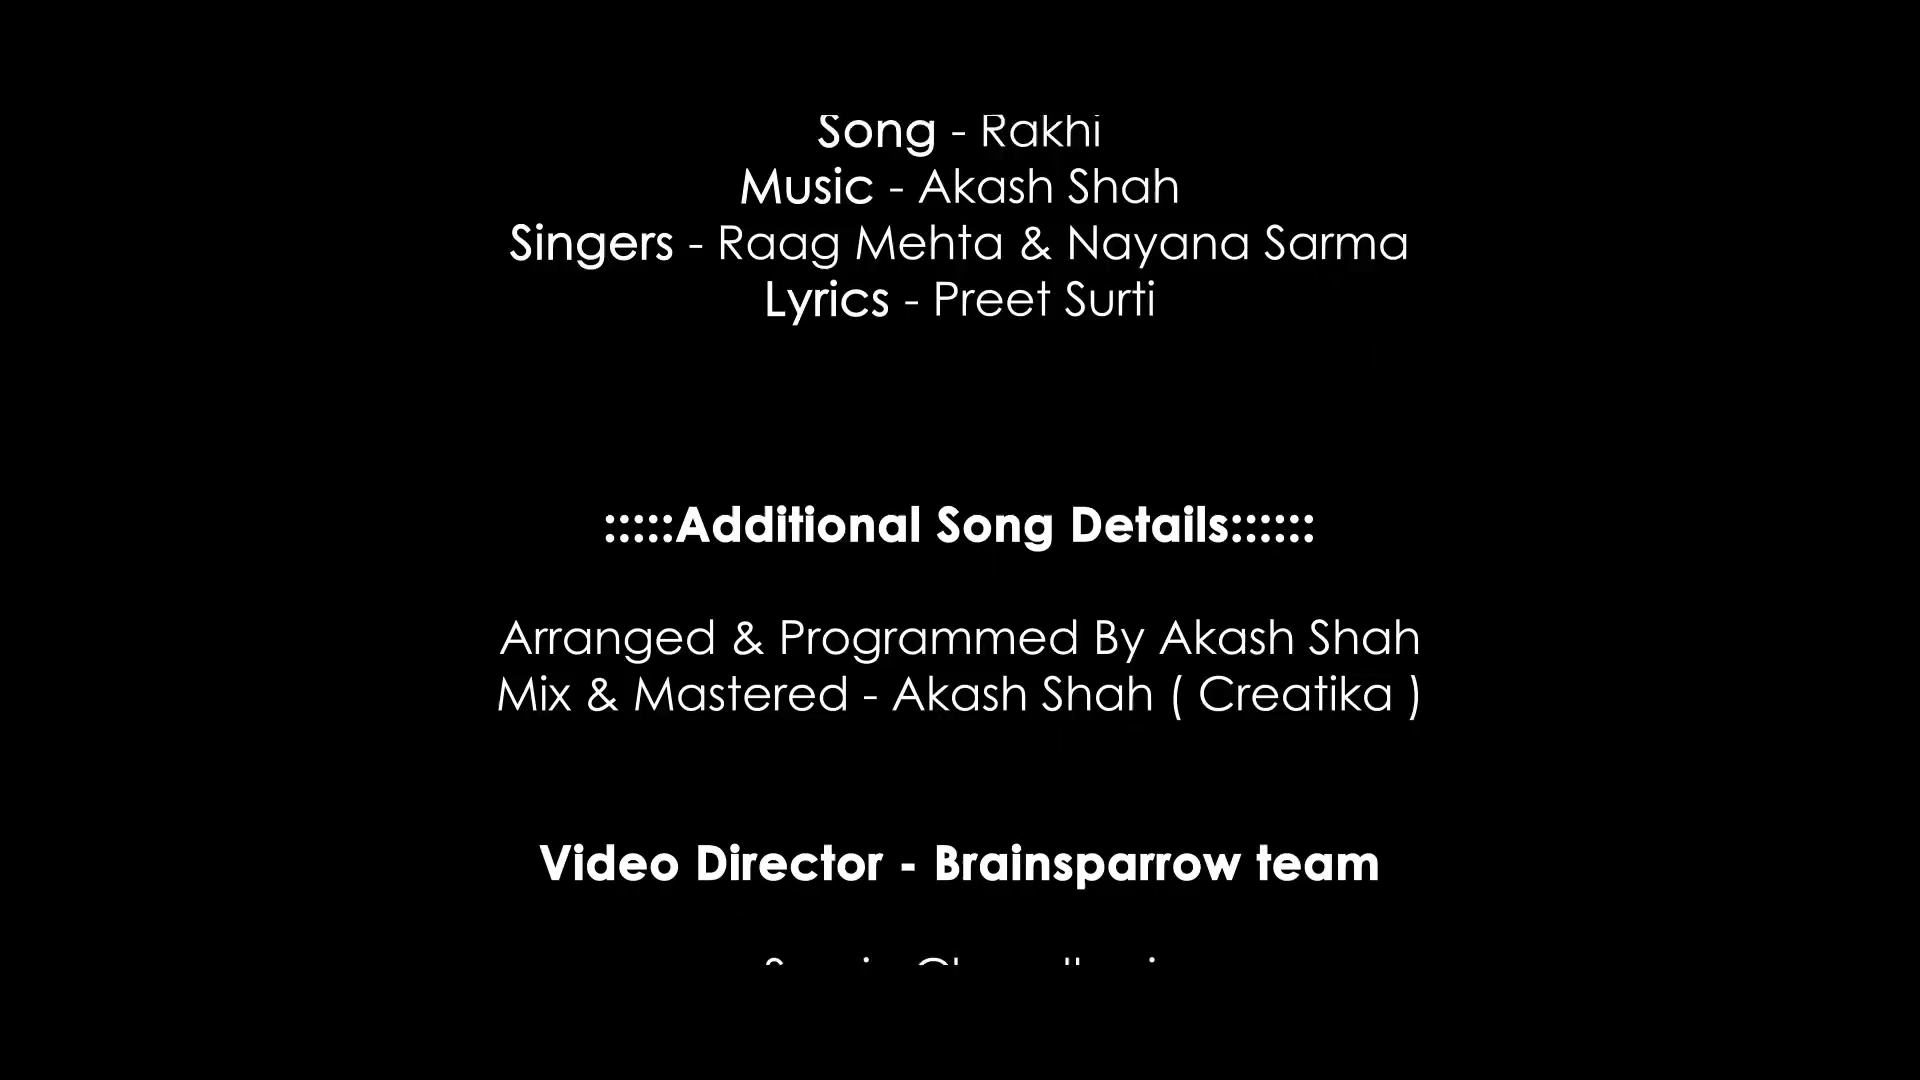 Song - Rakhi
Music - Akash Shah
Singers - Raag Mehta & Nayana Sarma
Lyrics - Preet Surti
:::::Additional Song Details::::::
Arranged & Programmed By Akash Shah
Mix & Mastered - Akash Shah ( Creatika )
Video Director - Brainsparrow team